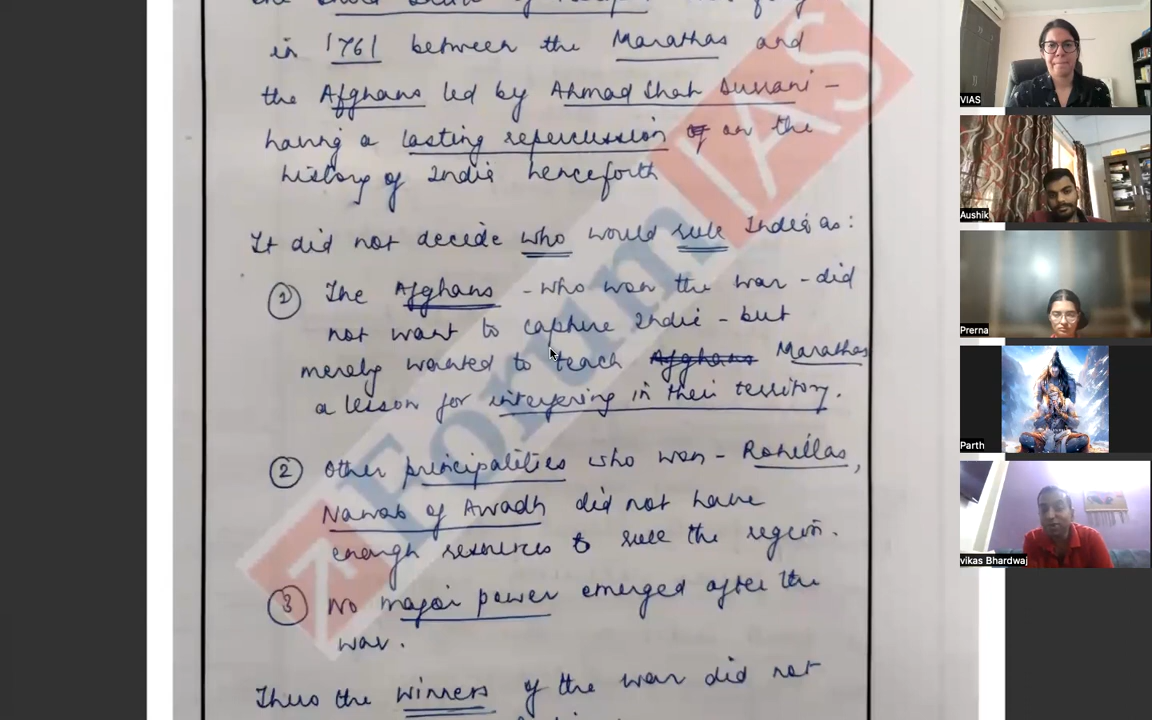 in 1761 between the Marathas and
the Afghans led by Ahmad Shah Durrani -
having a lasting repercussion on the
history of India henceforth
It did not decide who would rule India as:
① The Afghans - who won the war - did
not want to capture India - but
merely wanted to teach Afghans Marathas
a lesson for interfering in their territory.
② Other principalities who won - Rohillas,
Nawab of Awadh did not have
enough resources to rule the region.
③ No major power emerged after the
war.
Thus the winners of the war did not
ForumIAS
VIAS
Aushik
Prerna
Parth
vikas Bhardwaj